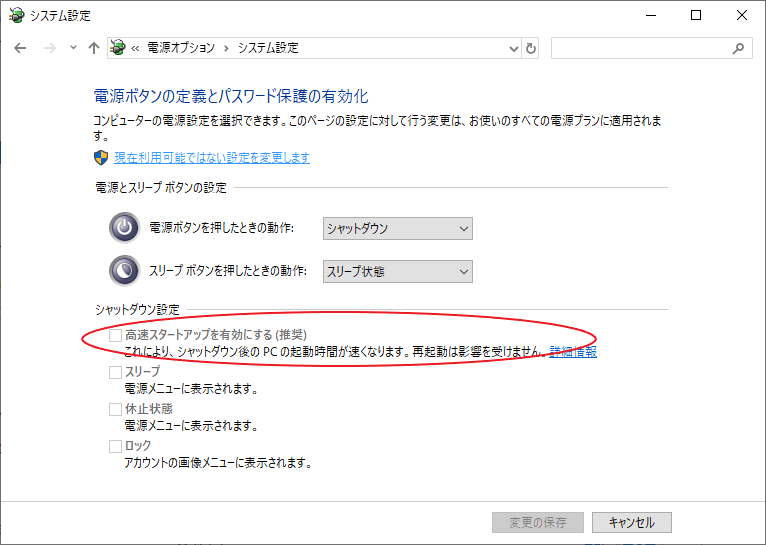 システム設定
« 電源オプション › システム設定
電源ボタンの定義とパスワード保護の有効化
コンピューターの電源設定を選択できます。このページの設定に対して行う変更は、お使いのすべての電源プランに適用されま
す。
現在利用可能ではない設定を変更します
電源とスリープ ボタンの設定
電源ボタンを押したときの動作: シャットダウン
スリープ ボタンを押したときの動作: スリープ状態
シャットダウン設定
高速スタートアップを有効にする (推奨)
これにより、シャットダウン後の PC の起動時間が速くなります。再起動は影響を受けません。詳細情報
スリープ
電源メニューに表示されます。
休止状態
電源メニューに表示されます。
ロック
アカウントの画像メニューに表示されます。
変更の保存 キャンセル